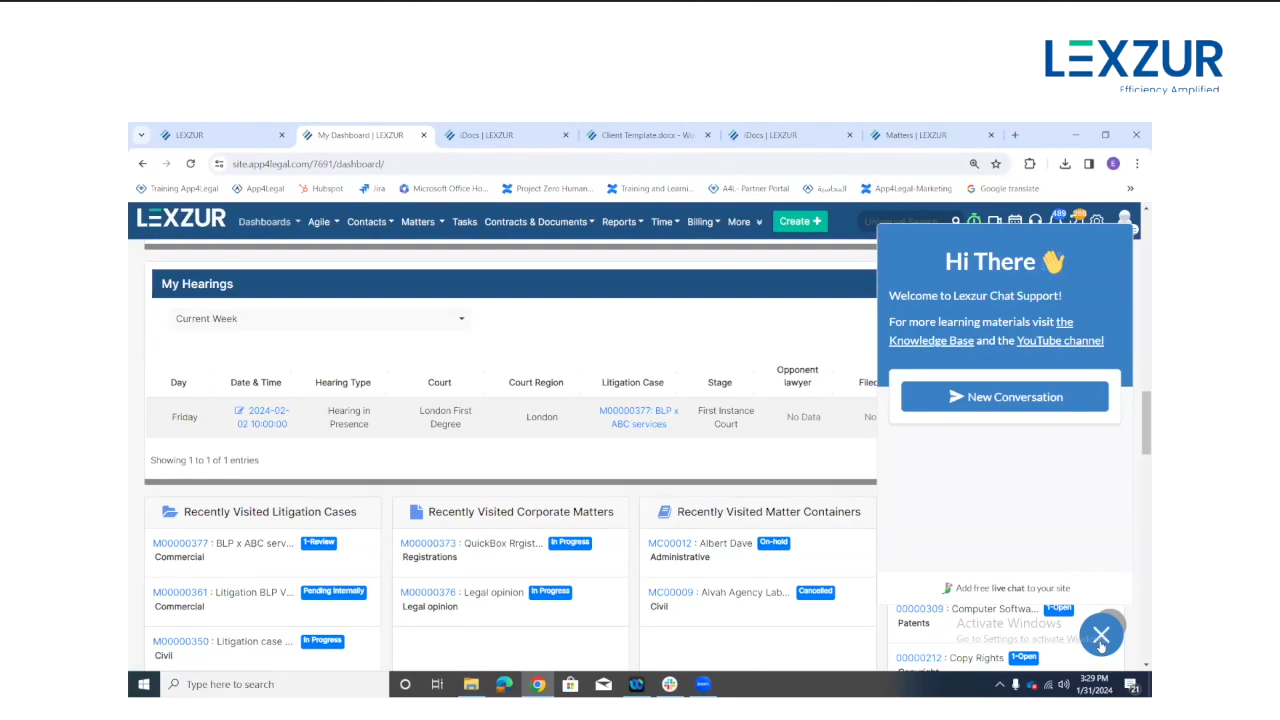 LEXZUR
Efficiency Amplified
LEXZUR
My Dashboard | LEXZUR
iDocs | LEXZUR
Client Template.docx - Wo
iDocs | LEXZUR
Matters | LEXZUR
site.app4legal.com/7691/dashboard/
Training App4Legal
App4Legal
Hubspot
Jira
Microsoft Office Ho...
Project Zero Human...
Training and Learni...
A4L- Partner Portal
المحاسبة
App4Legal-Marketing
Google translate
LEXZUR
Dashboards
Agile
Contacts
Matters
Tasks
Contracts & Documents
Reports
Time
Billing
More
Create +
Universal Search
489
266
My Hearings
Current Week
Day
Date & Time
Hearing Type
Court
Court Region
Litigation Case
Stage
Opponent
lawyer
Filed
Friday
2024-02-
02 10:00:00
Hearing in
Presence
London First
Degree
London
M00000377: BLP x
ABC services
First Instance
Court
No Data
No
Showing 1 to 1 of 1 entries
Recently Visited Litigation Cases
M00000377 : BLP x ABC serv...
1-Review
Commercial
M00000361 : Litigation BLP V...
Pending Internally
Commercial
M00000350 : Litigation case ...
In Progress
Civil
Recently Visited Corporate Matters
M00000373 : QuickBox Rrgist...
In Progress
Registrations
M00000376 : Legal opinion
In Progress
Legal opinion
Recently Visited Matter Containers
MC00012 : Albert Dave
On-hold
Administrative
MC00009 : Alvah Agency Lab...
Cancelled
Civil
Hi There 👋
Welcome to Lexzur Chat Support!
For more learning materials visit the
Knowledge Base and the YouTube channel
New Conversation
Add free live chat to your site
00000309 : Computer Softwa...
1-Open
Patents
Activate Windows
Go to Settings to activate
00000212 : Copy Rights
1-Open
Type here to search
3:29 PM
1/31/2024
21